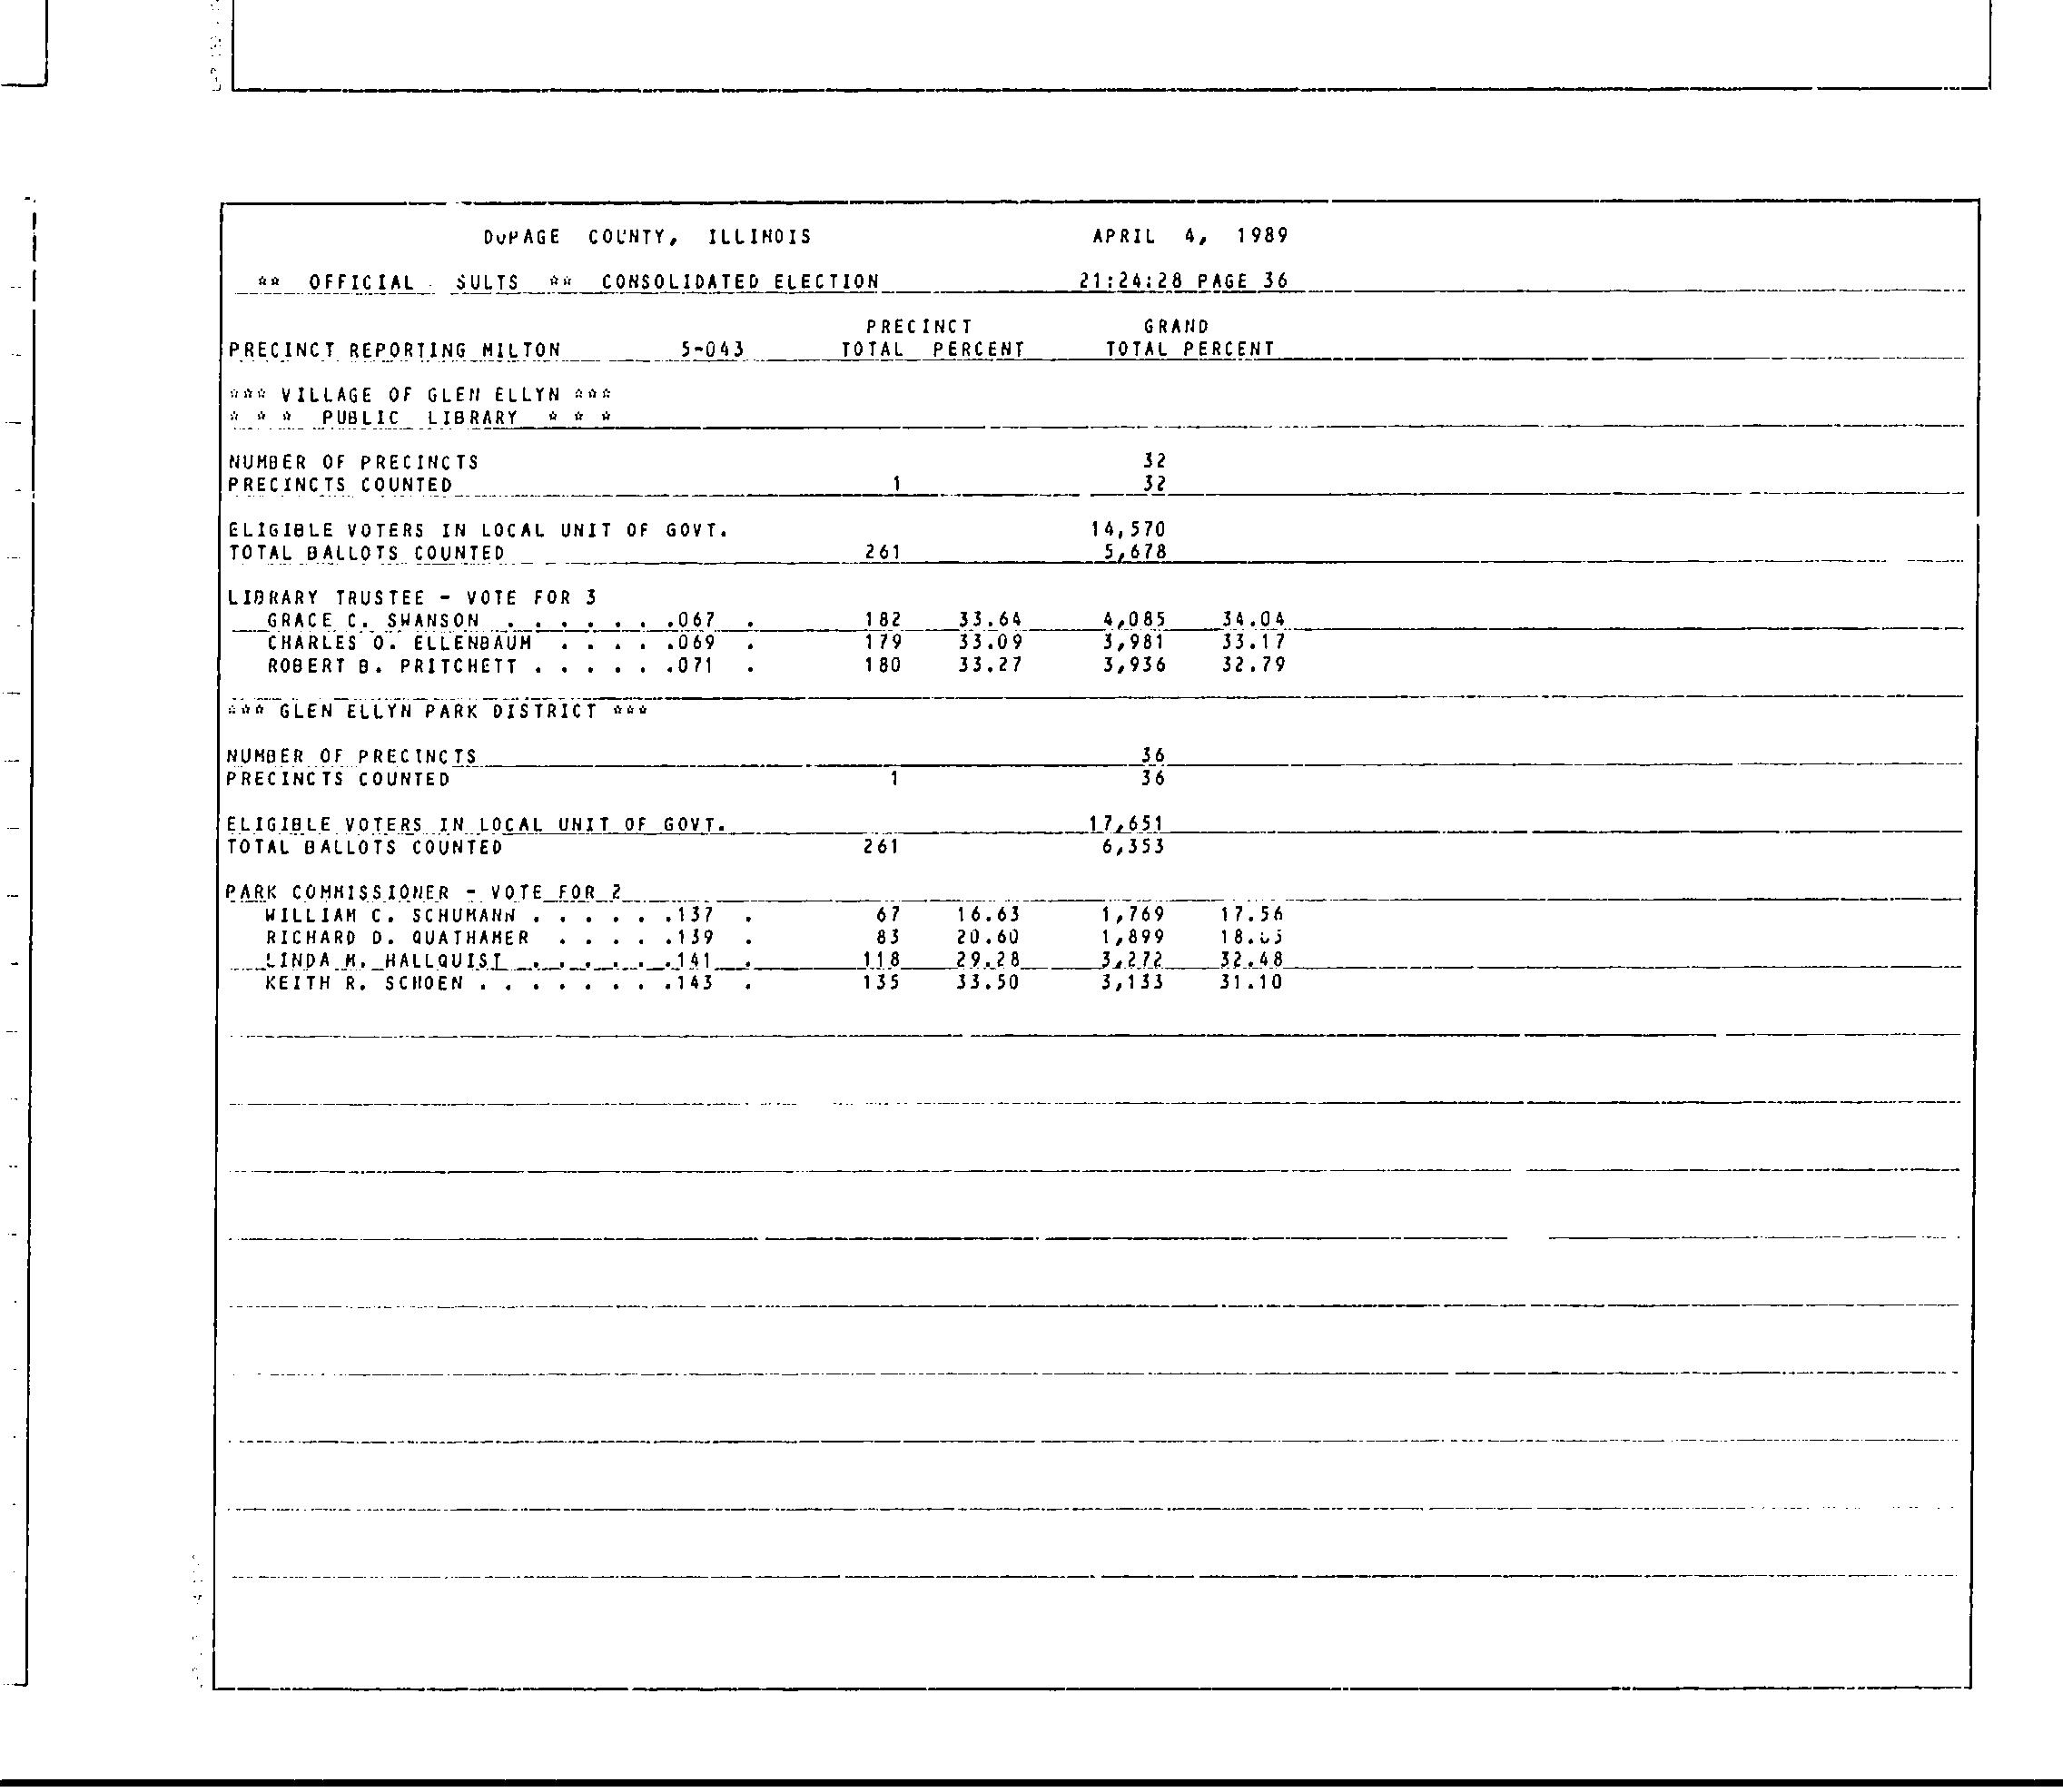 DuPAGE COUNTY, ILLINOIS APRIL 4, 1989
** OFFICIAL SULTS ** CONSOLIDATED ELECTION 21:24:28 PAGE 36
PRECINCT GRAND
PRECINCT REPORTING MILTON 5-043 TOTAL PERCENT TOTAL PERCENT
*** VILLAGE OF GLEN ELLYN ***
* * * PUBLIC LIBRARY * * *
NUMBER OF PRECINCTS 32
PRECINCTS COUNTED 1 32
ELIGIBLE VOTERS IN LOCAL UNIT OF GOVT. 14,570
TOTAL BALLOTS COUNTED 261 5,678
LIBRARY TRUSTEE - VOTE FOR 3
GRACE C. SWANSON . . . . . . .067 . 182 33.64 4,085 34.04
CHARLES O. ELLENBAUM . . . . .069 . 179 33.09 3,981 33.17
ROBERT B. PRITCHETT . . . . . .071 . 180 33.27 3,936 32.79
*** GLEN ELLYN PARK DISTRICT ***
NUMBER OF PRECINCTS 36
PRECINCTS COUNTED 1 36
ELIGIBLE VOTERS IN LOCAL UNIT OF GOVT. 17,651
TOTAL BALLOTS COUNTED 261 6,353
PARK COMMISSIONER - VOTE FOR 2
WILLIAM C. SCHUMANN . . . . . .137 . 67 16.63 1,769 17.56
RICHARD D. QUATHAMER . . . . .139 . 83 20.60 1,899
LINDA M. HALLQUIST . . . . . .141 . 118 29.28 3,272 32.48
KEITH R. SCHOEN . . . . . . . .143 . 135 33.50 3,133 31.10